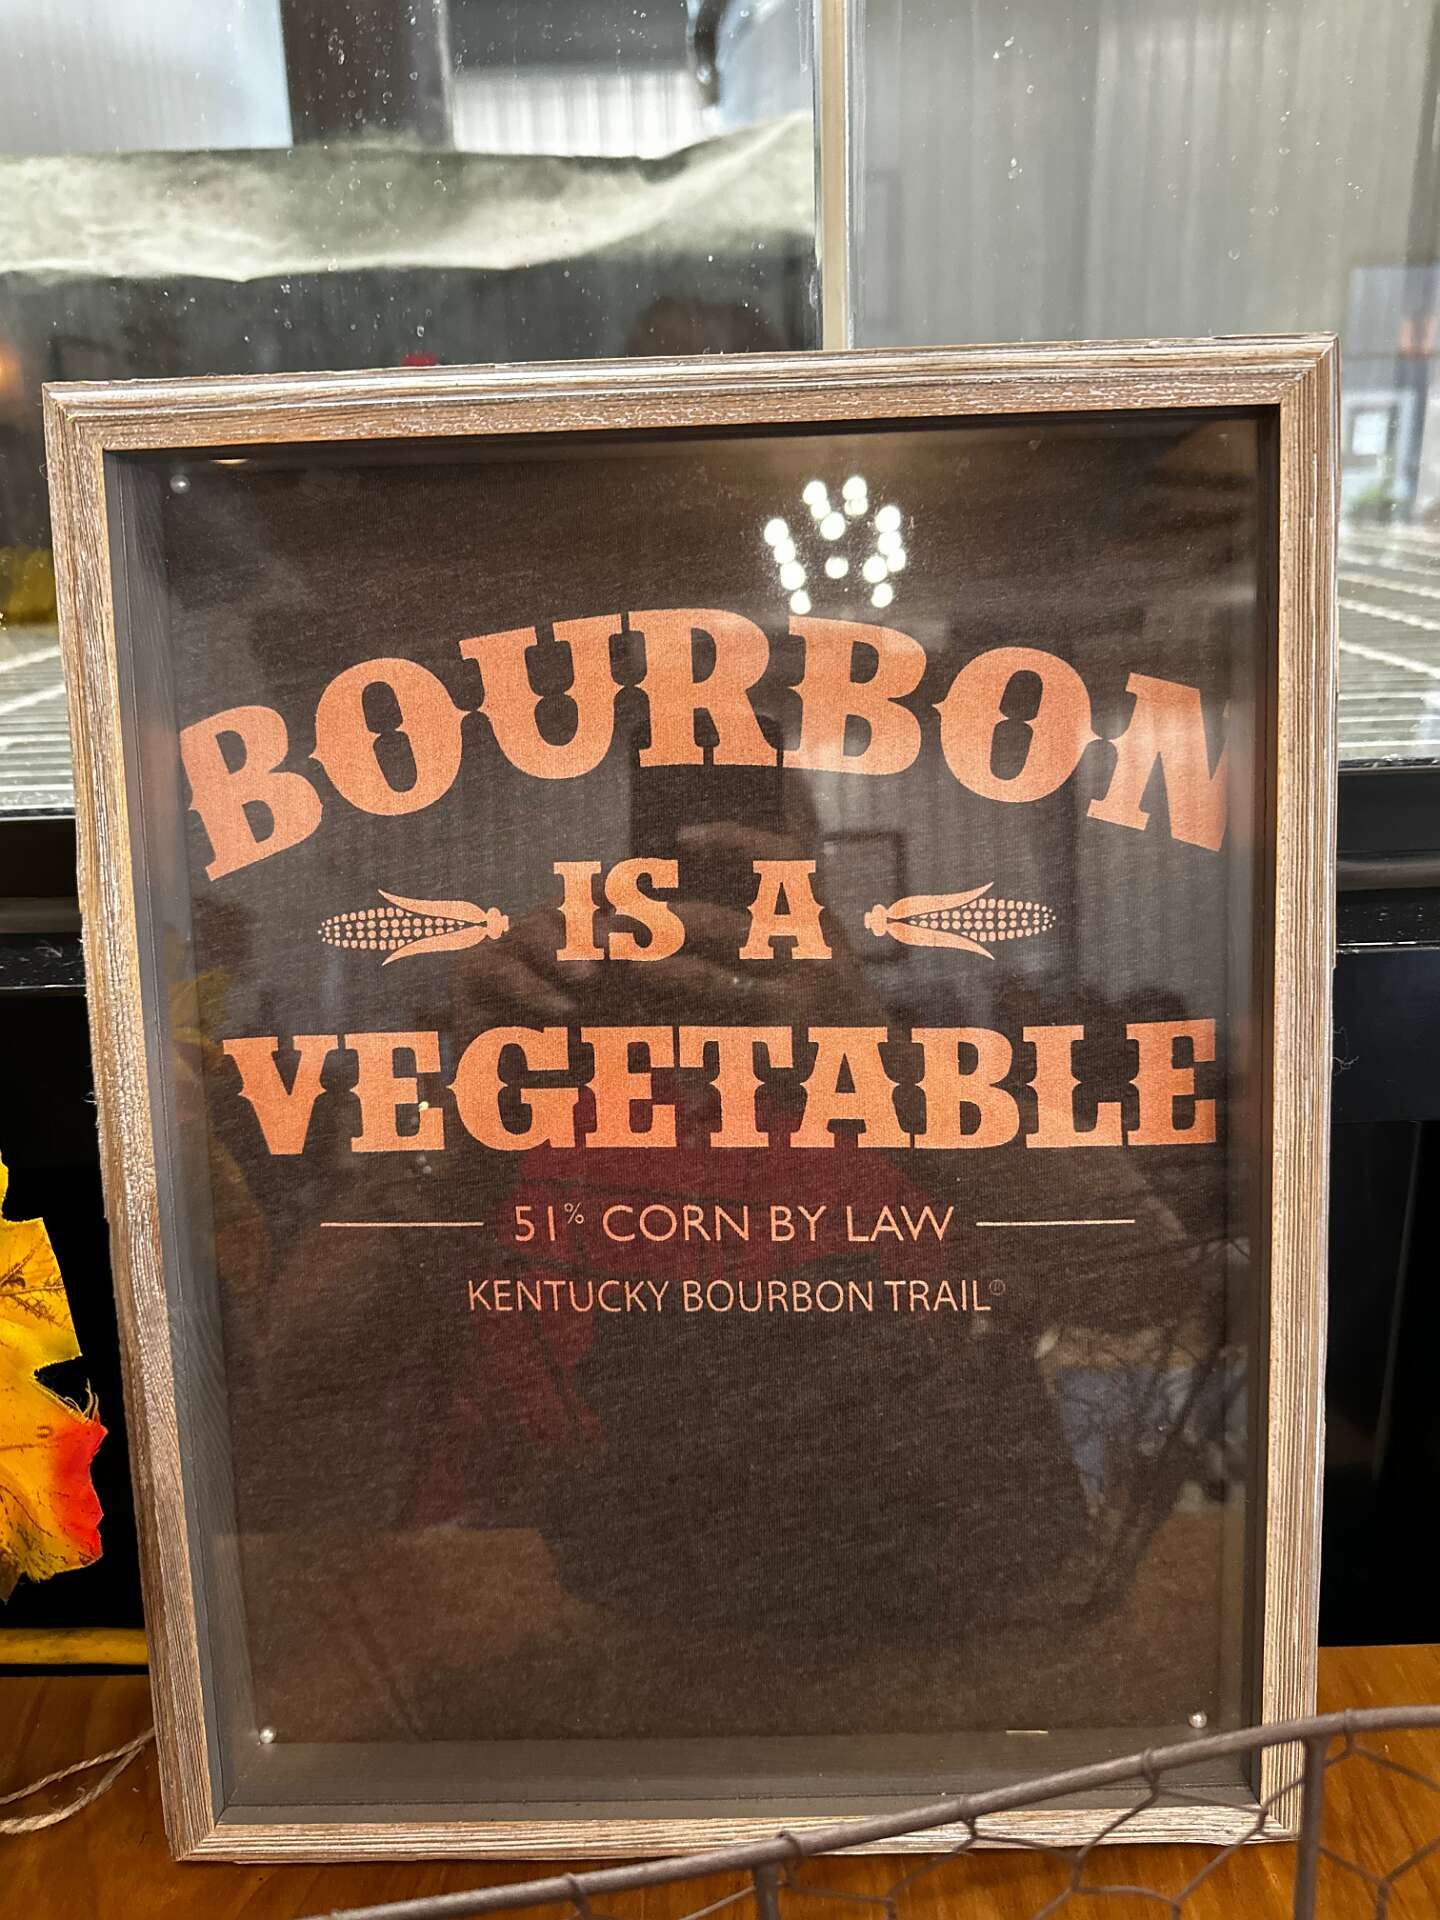 BOURBON
IS A
VEGETABLE
51% CORN BY LAW
KENTUCKY BOURBON TRAIL®